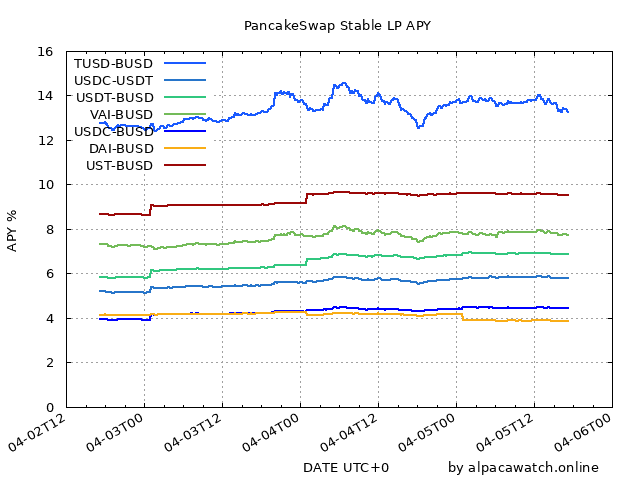 PancakeSwap Stable LP APY
16
14
12
10
8
6
4
2
0
APY %
TUSD-BUSD
USDC-USDT
USDT-BUSD
VAI-BUSD
USDC-BUSD
DAI-BUSD
UST-BUSD
04-02T12
04-03T00
04-03T12
04-04T00
04-04T12
04-05T00
04-05T12
04-06T00
DATE UTC+0
by alpacawatch.online